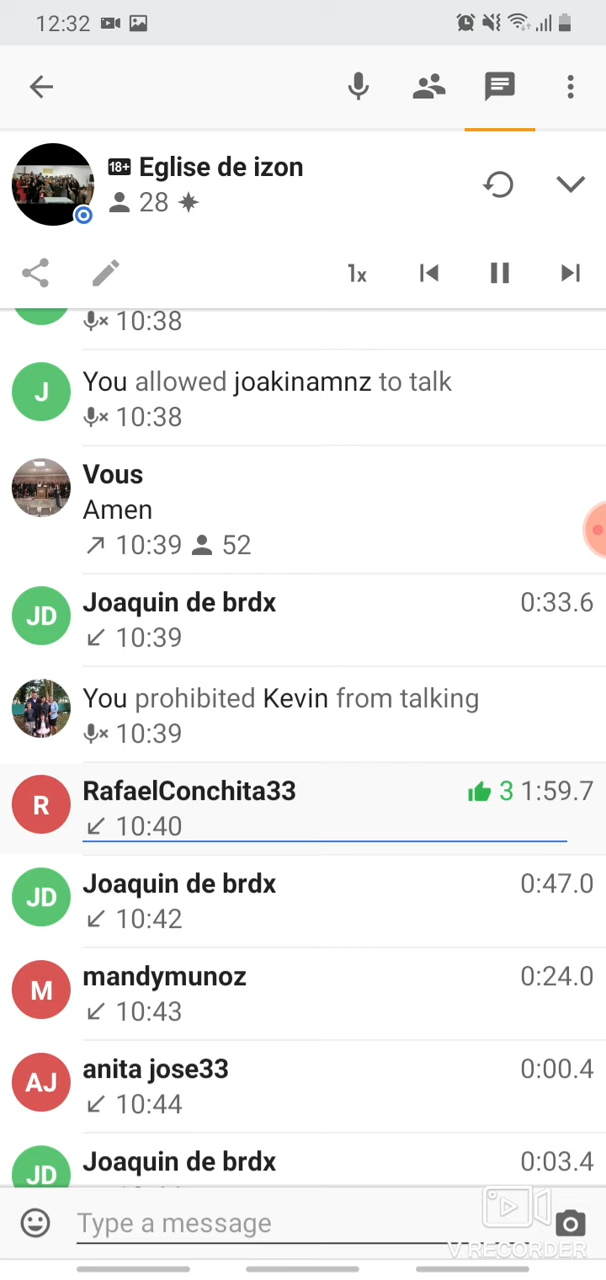 12:32
18+ Eglise de izon
28
1x
10:38
J
You allowed joakinamnz to talk
10:38
Vous
Amen
10:39 52
JD
Joaquin de brdx 0:33.6
10:39
You prohibited Kevin from talking
10:39
R
RafaelConchita33 3 1:59.7
10:40
JD
Joaquin de brdx 0:47.0
10:42
M
mandymunoz 0:24.0
10:43
AJ
anita jose33 0:00.4
10:44
JD
Joaquin de brdx 0:03.4
Type a message
V RECORDER